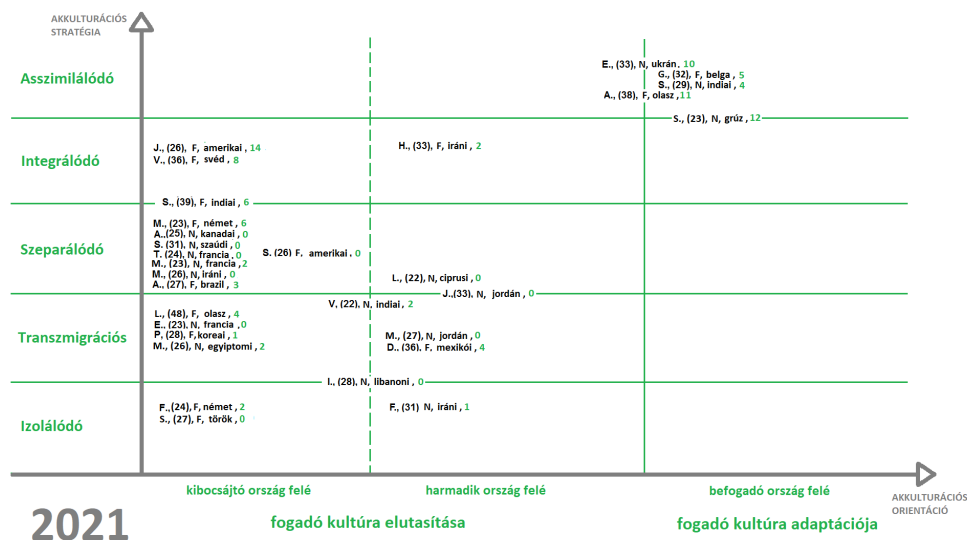 AKKULTURÁCIÓS
STRATÉGIA
Asszimilálódó
E., (33), N, ukrán, 10
G., (32), F, belga, 5
S., (29), N, indiai, 4
A., (38), F, olasz, 11
S., (23), N, grúz, 12
Integrálódó
J., (26), F, amerikai, 14
V., (36), F, svéd, 8
H., (33), F, iráni, 2
S., (39), F, indiai, 6
Szeparálódó
M., (23), F, német, 6
A., (25), N, kanadai, 0
S. (31) N, szaúdi, 0
T. (24) N, francia, 0
M., (23), N, francia, 2
M., (26) N, iráni, 0
A., (27), F, brazil, 3
S. (26) F, amerikai, 0
L., (22), N, ciprusi, 0
J., (33), N, jordán, 0
V, (22), N, indiai, 2
Transzmigrációs
L., (48), F, olasz, 4
E., (23) N, francia, 0
P., (28), F, koreai, 1
M., (26), N, egyiptomi, 2
M., (27), N, jordán, 0
D., (36), F, mexikói, 4
I., (28), N, libanoni, 0
Izolálódó
F., (24), F, német, 2
S., (27), F, török, 0
F., (31) N, iráni, 1
kibocsájtó ország felé
harmadik ország felé
befogadó ország felé
AKKULTURÁCIÓS
ORIENTÁCIÓ
2021
fogadó kultúra elutasítása
fogadó kultúra adaptációja